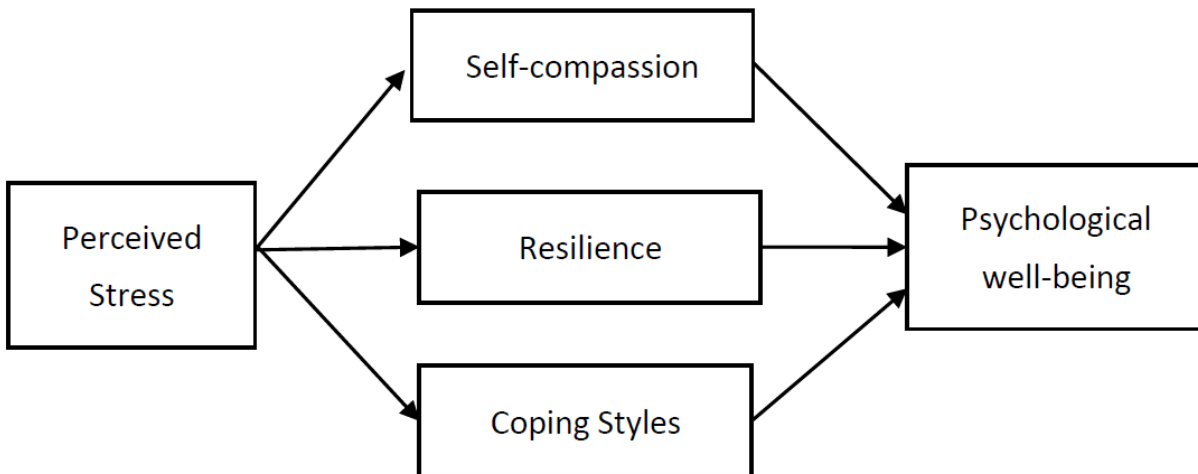 Self-compassion
Perceived
Stress
Resilience
Psychological
well-being
Coping Styles